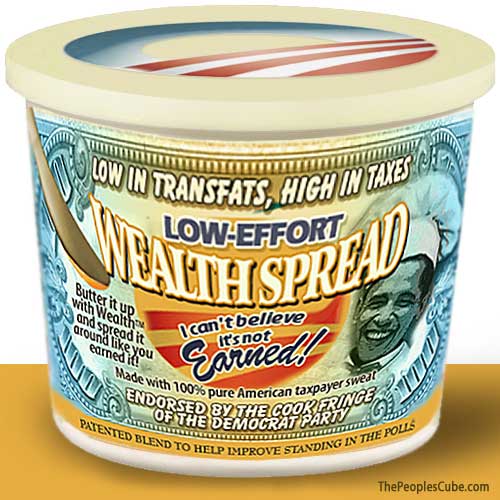 LOW IN TRANSFATS, HIGH IN TAXES
LOW-EFFORT
WEALTH SPREAD
I can't believe
it's not
Earned!
Butter it up
with Wealth™
and spread it
around like you
earned it!
Made with 100% pure American taxpayer sweat
ENDORSED BY THE COOK FRINGE
OF THE DEMOCRAT PARTY
PATENTED BLEND TO HELP IMPROVE STANDING IN THE POLLS
ThePeoplesCube.com